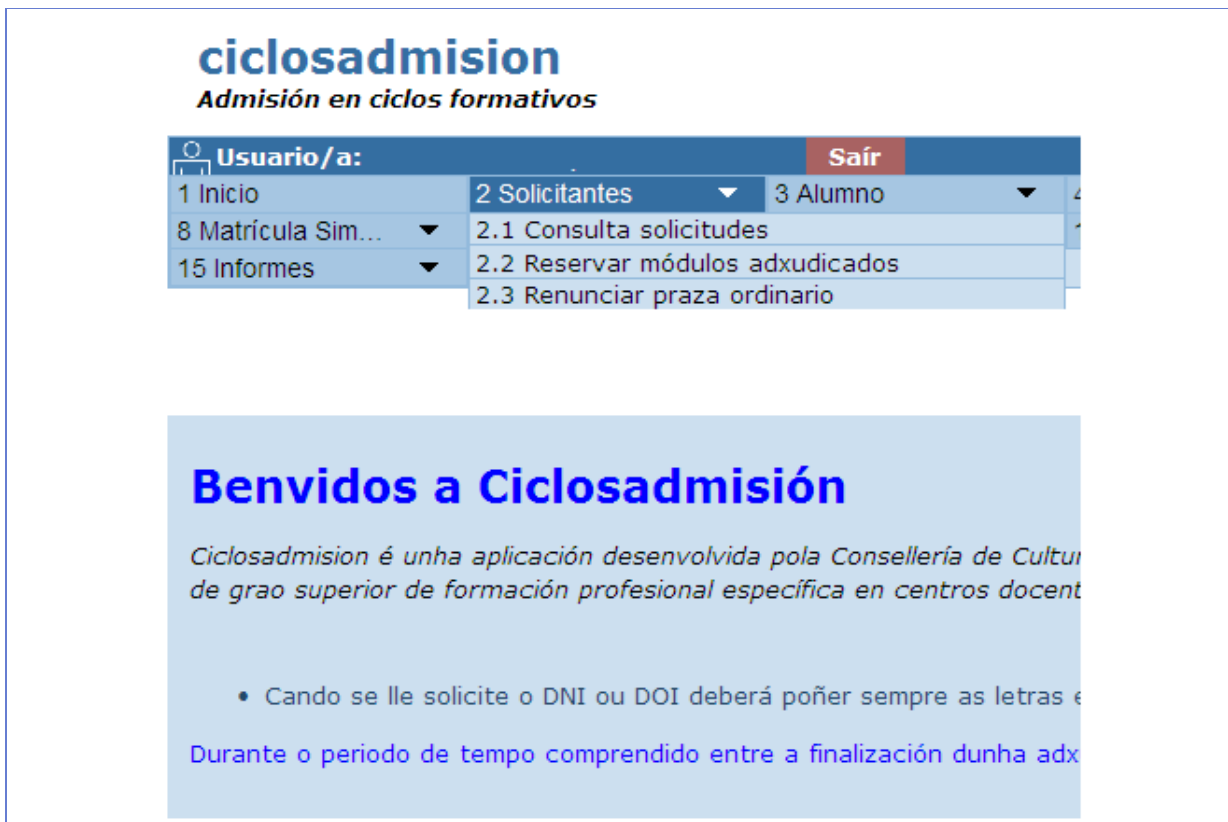 ciclosadmision
Admisión en ciclos formativos
Usuario/a: Saír
1 Inicio 2 Solicitantes 3 Alumno
8 Matrícula Sim... 2.1 Consulta solicitudes
15 Informes 2.2 Reservar módulos adxudicados
2.3 Renunciar praza ordinario
Benvidos a Ciclosadmisión
Ciclosadmision é unha aplicación desenvolvida pola Consellería de Cultu
de grao superior de formación profesional específica en centros docent
• Cando se lle solicite o DNI ou DOI deberá poñer sempre as letras
Durante o periodo de tempo comprendido entre a finalización dunha adx